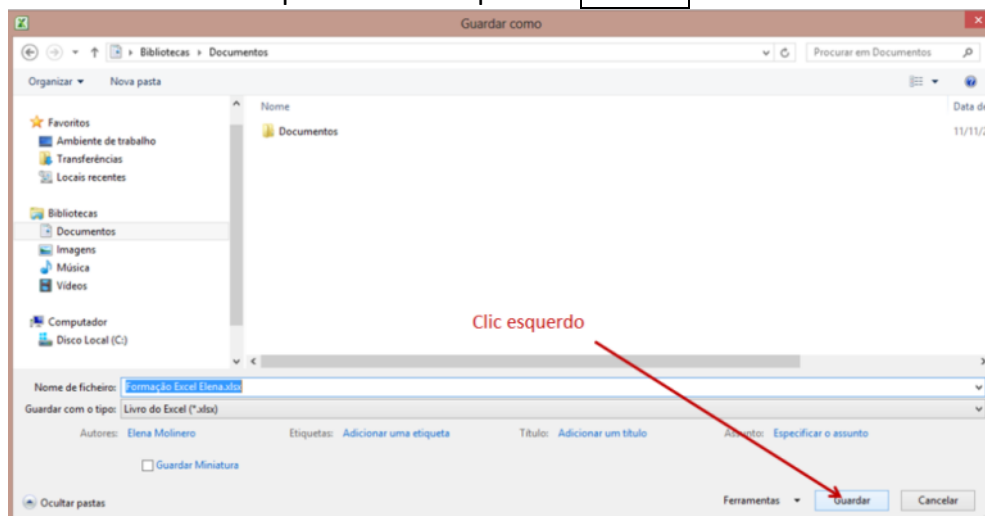 Guardar como
Bibliotecas Documentos Procurar em Documentos
Organizar Nova pasta
Nome Data de
Favoritos
Ambiente de trabalho
Documentos 11/11/2
Transferências
Locais recentes
Bibliotecas
Documentos
Imagens
Música
Vídeos
Computador
Disco Local (C:)
Clic esquerdo
Nome de ficheiro: Formação Excel Elena.xlsx
Guardar com o tipo: Livro do Excel (*.xlsx)
Autores: Elena Molinero Etiquetas: Adicionar uma etiqueta Título: Adicionar um título Assunto: Especificar o assunto
Guardar Miniatura
Ocultar pastas Ferramentas Guardar Cancelar